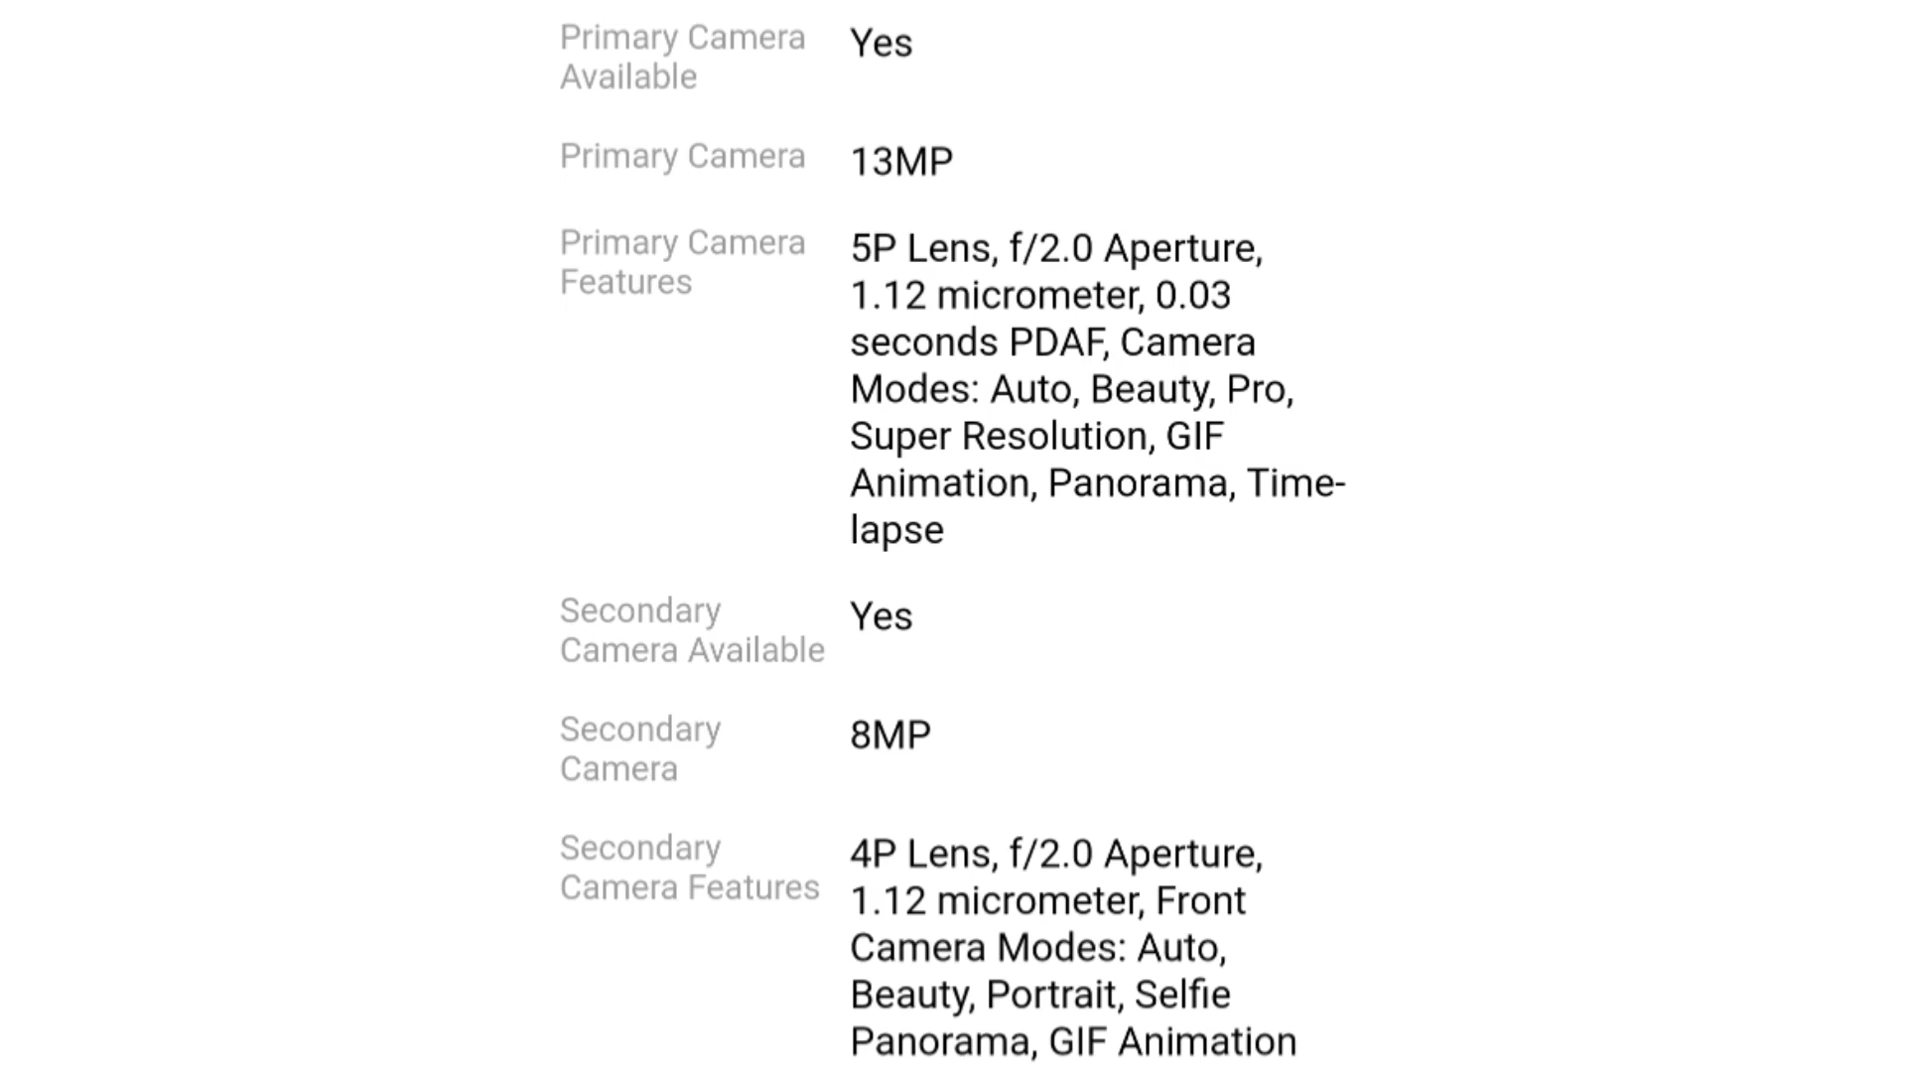 Primary Camera Available
Yes
Primary Camera
13MP
Primary Camera Features
5P Lens, f/2.0 Aperture,
1.12 micrometer, 0.03
seconds PDAF, Camera
Modes: Auto, Beauty, Pro,
Super Resolution, GIF
Animation, Panorama, Time-
lapse
Secondary
Camera Available
Yes
Secondary
Camera
8MP
Secondary
Camera Features
4P Lens, f/2.0 Aperture,
1.12 micrometer, Front
Camera Modes: Auto,
Beauty, Portrait, Selfie
Panorama, GIF Animation